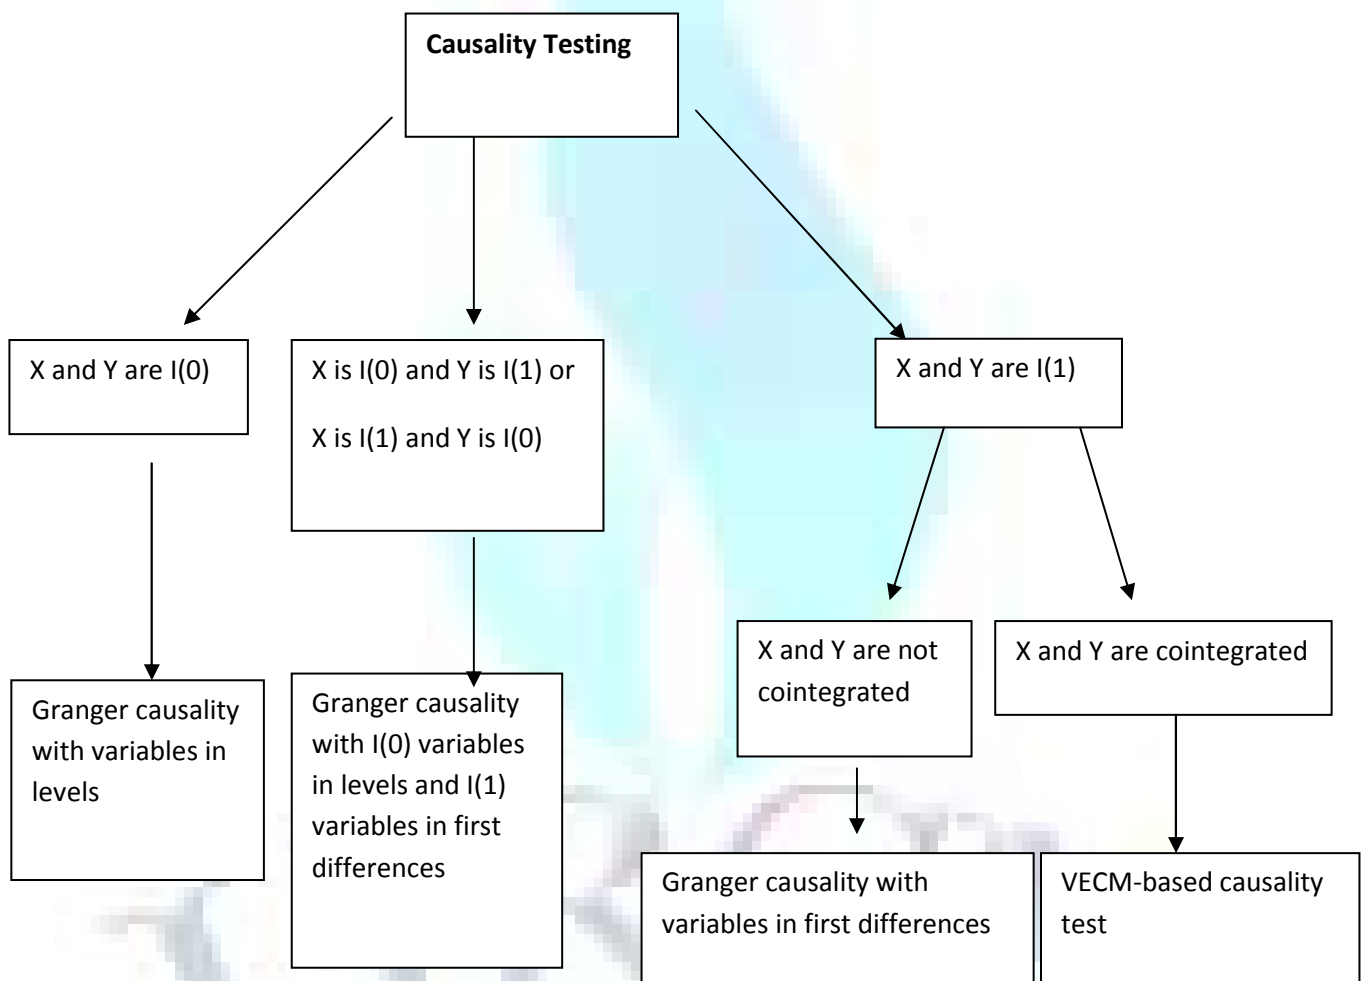 Causality Testing
X and Y are I(0)
X is I(0) and Y is I(1) or
X is I(1) and Y is I(0)
X and Y are I(1)
X and Y are not
cointegrated
X and Y are cointegrated
Granger causality
with variables in
levels
Granger causality
with I(0) variables
in levels and I(1)
variables in first
differences
Granger causality with
variables in first differences
VECM-based causality
test